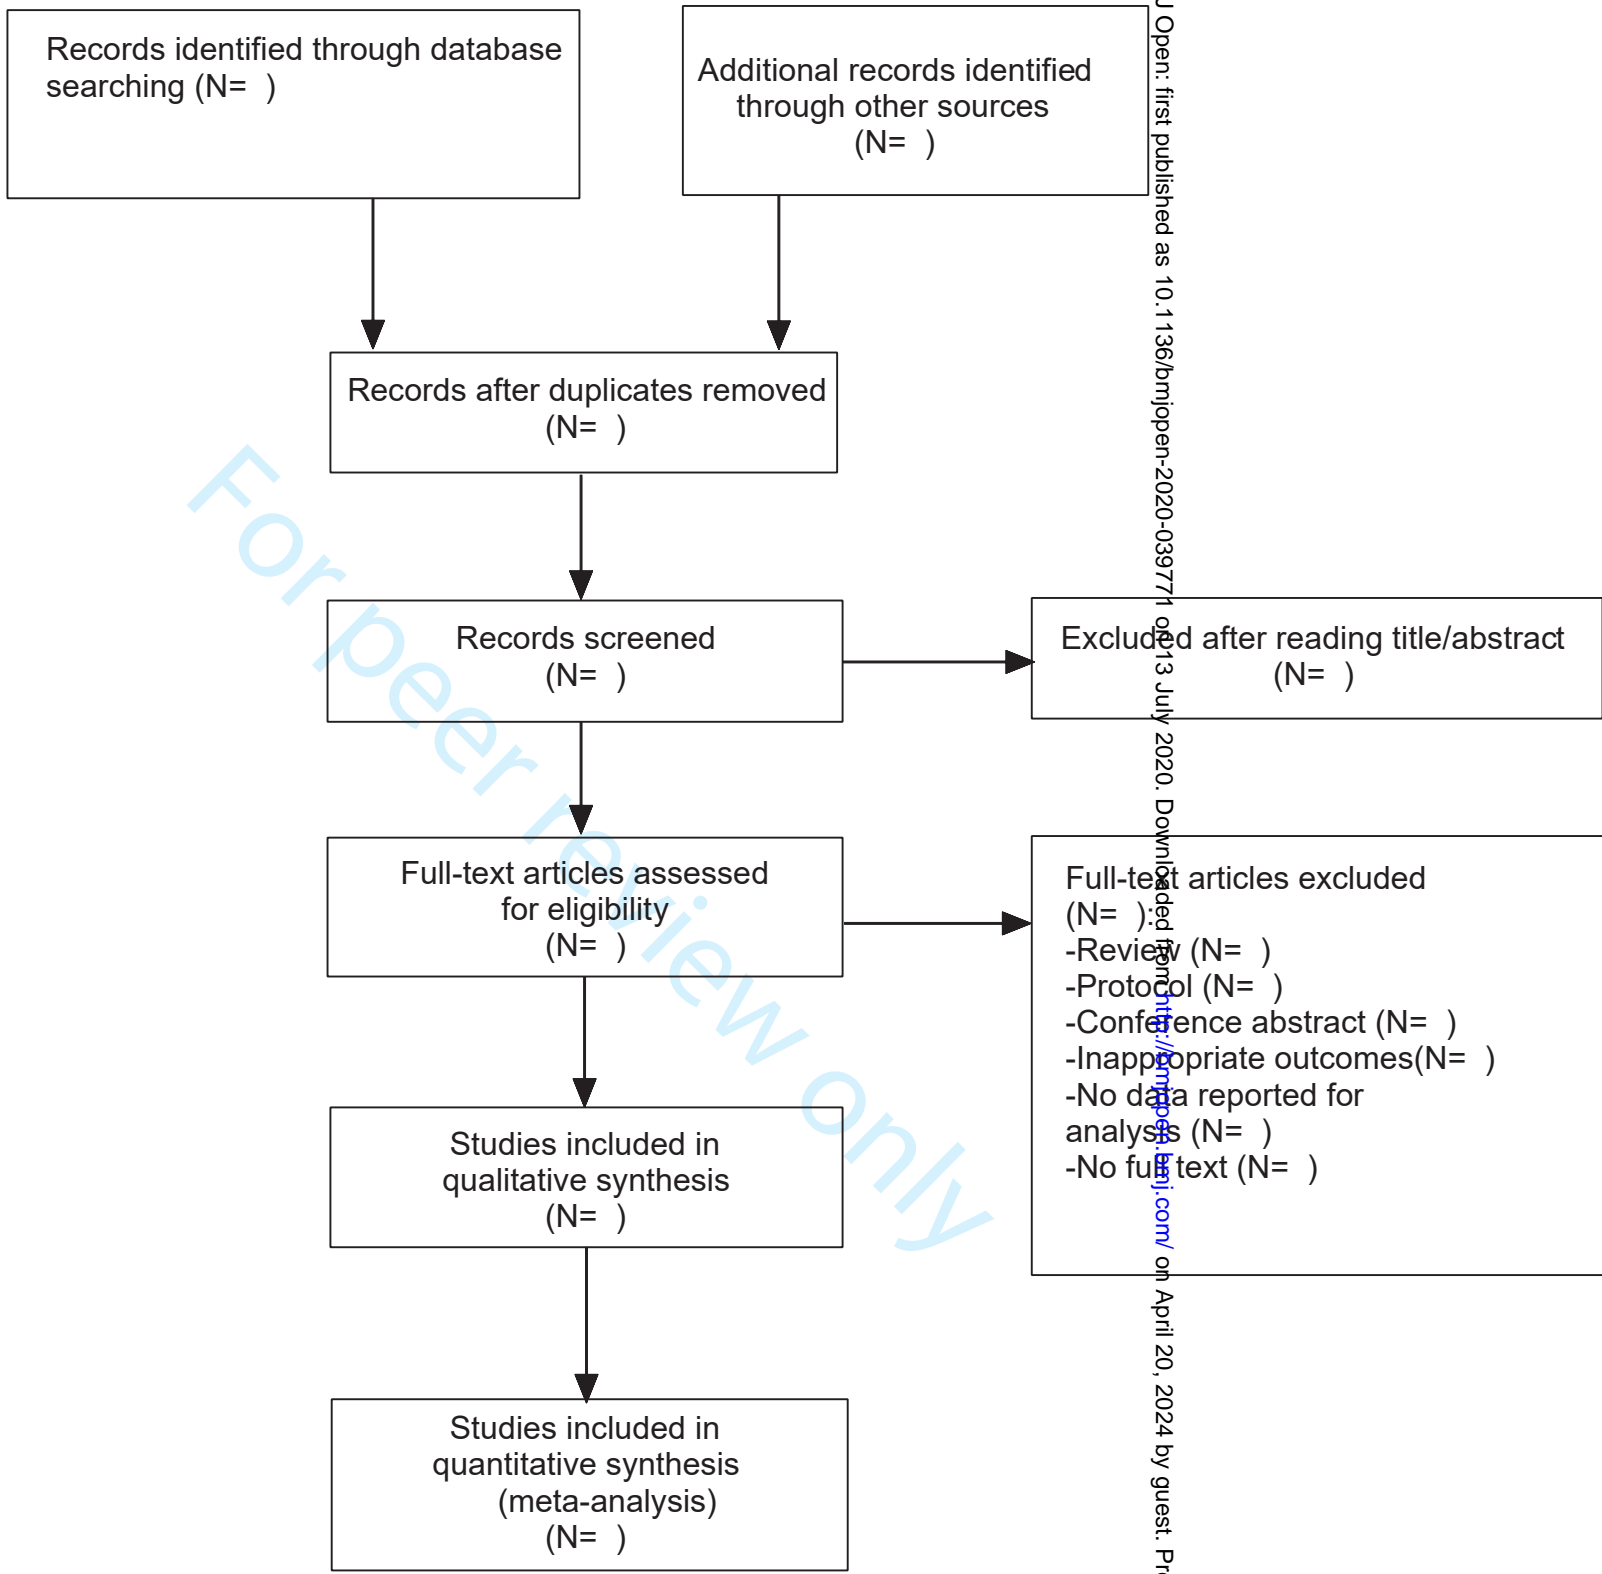 Records identified through database
searching (N=  )
Additional records identified
through other sources
(N=  )
Records after duplicates removed
(N=  )
Records screened
(N=  )
Excluded after reading title/abstract
(N=  )
Full-text articles assessed
for eligibility
(N=  )
Full-text articles excluded
(N=  ):
-Review (N=  )
-Protocol (N=  )
-Conference abstract (N=  )
-Inappropriate outcomes(N=  )
-No data reported for
analysis (N=  )
-No full text (N=  )
Studies included in
qualitative synthesis
(N=  )
Studies included in
quantitative synthesis
(meta-analysis)
(N=  )
For peer review only
J Open: first published as 10.1136/bmjopen-2020-039771 on 13 July 2020. Downloaded from http://bmjopen.bmj.com/ on April 20, 2024 by guest.